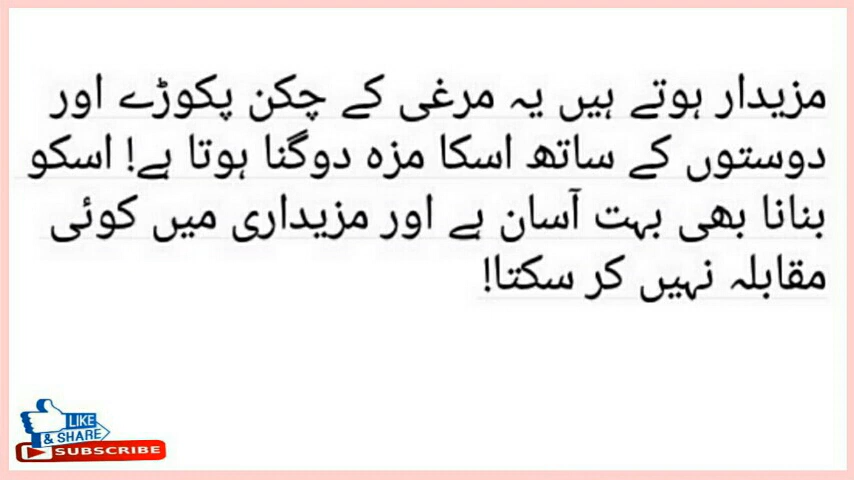 مزیدار ہوتے ہیں یہ مرغی کے چکن پکوڑے اور
دوستوں کے ساتھ اسکا مزہ دوگنا ہوتا ہے! اسکو
بنانا بھی بہت آسان ہے اور مزیداری میں کوئی
مقابلہ نہیں کر سکتا!
LIKE
& SHARE
SUBSCRIBE